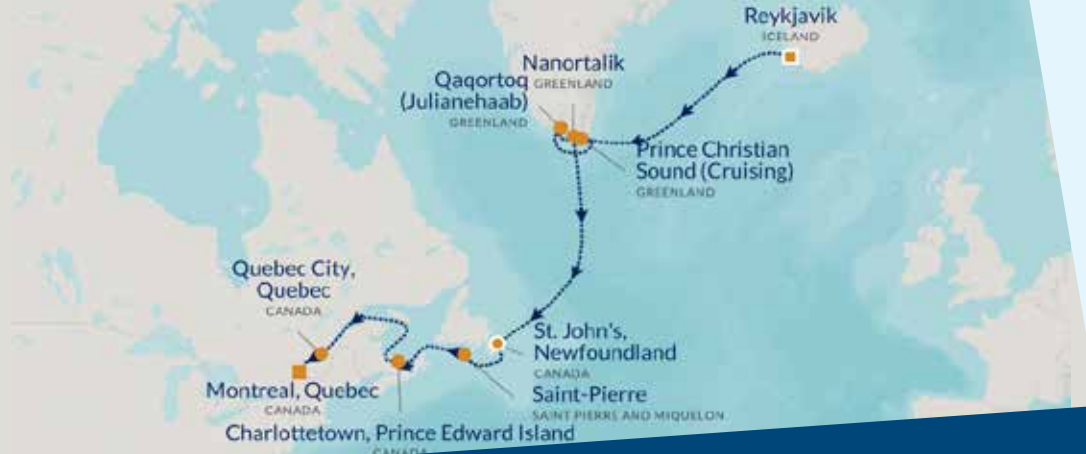 Reykjavik
ICELAND
Nanortalik
GREENLAND
Qaqortoq
(Julianehaab)
GREENLAND
Prince Christian
Sound (Cruising)
GREENLAND
Quebec City,
Quebec
CANADA
St. John's,
Newfoundland
CANADA
Montreal, Quebec
CANADA
Saint-Pierre
SAINT PIERRE AND MIQUELON
Charlottetown, Prince Edward Island
CANADA